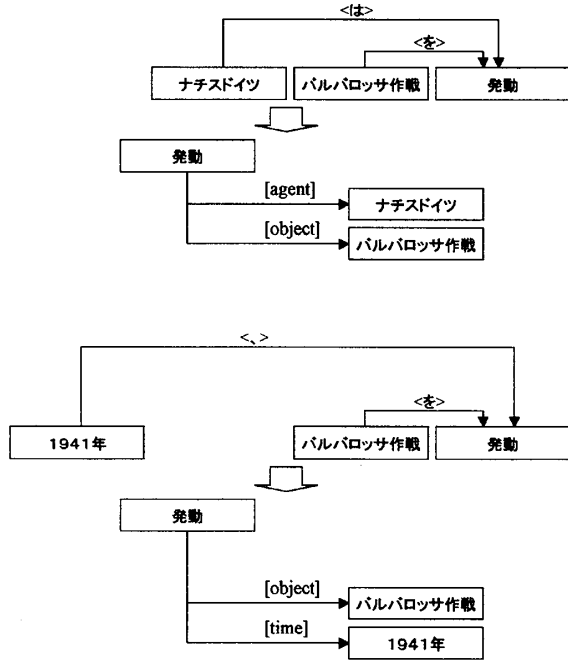 <は>
<を>
ナチスドイツ バルバロッサ作戦 発動
発動
[agent]
ナチスドイツ
[object]
バルバロッサ作戦
<、>
<を>
1941年 バルバロッサ作戦 発動
発動
[object]
バルバロッサ作戦
[time]
1941年